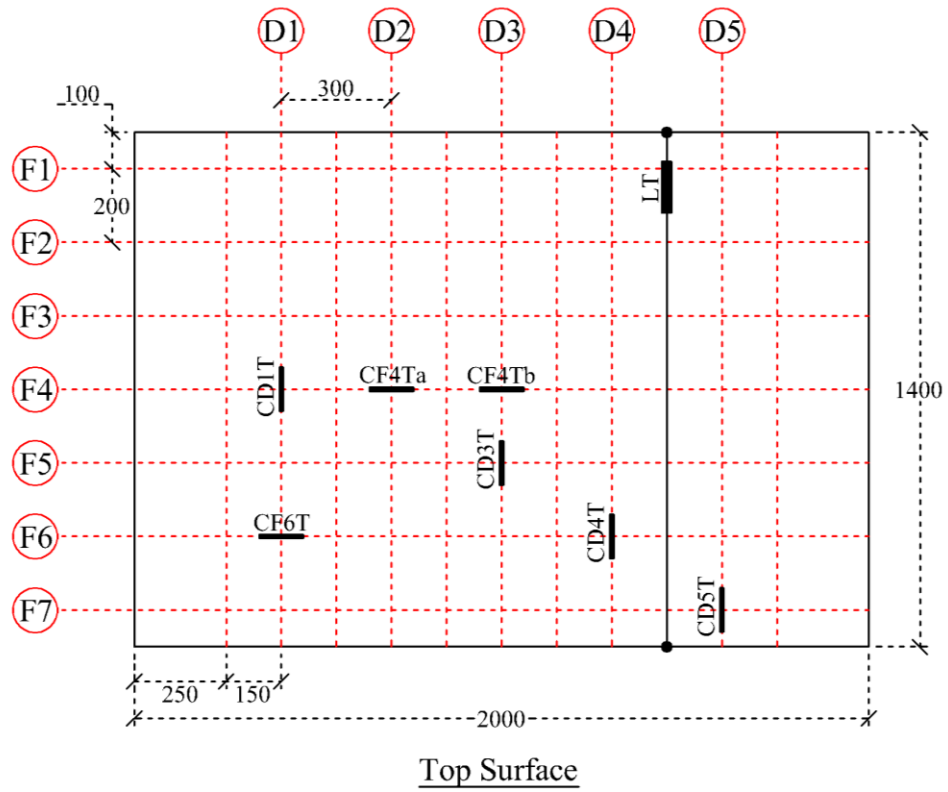 D1 D2 D3 D4 D5
300
100
F1
LT
200
F2
F3
CF4Ta CF4Tb
CD1T
F4
1400
F5
CD3T
CF6T
F6
CD4T
F7
CD5T
250 150
2000
Top Surface